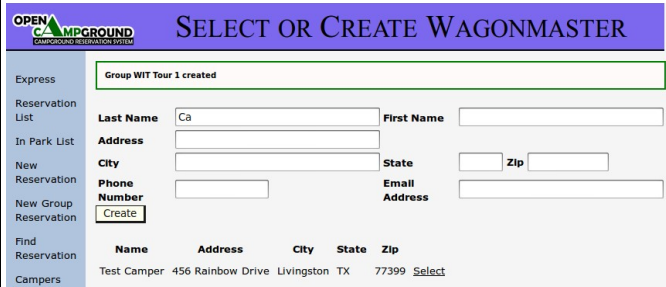 OPEN
CAMPGROUND
CAMPGROUND RESERVATION SYSTEM
SELECT OR CREATE WAGONMASTER
Express
Reservation
List
In Park List
New
Reservation
New Group
Reservation
Find
Reservation
Campers
Group WIT Tour 1 created
Last Name Ca First Name
Address
City State Zip
Phone
Number
Email
Address
Create
Name Address City State Zip
Test Camper 456 Rainbow Drive Livingston TX 77399 Select